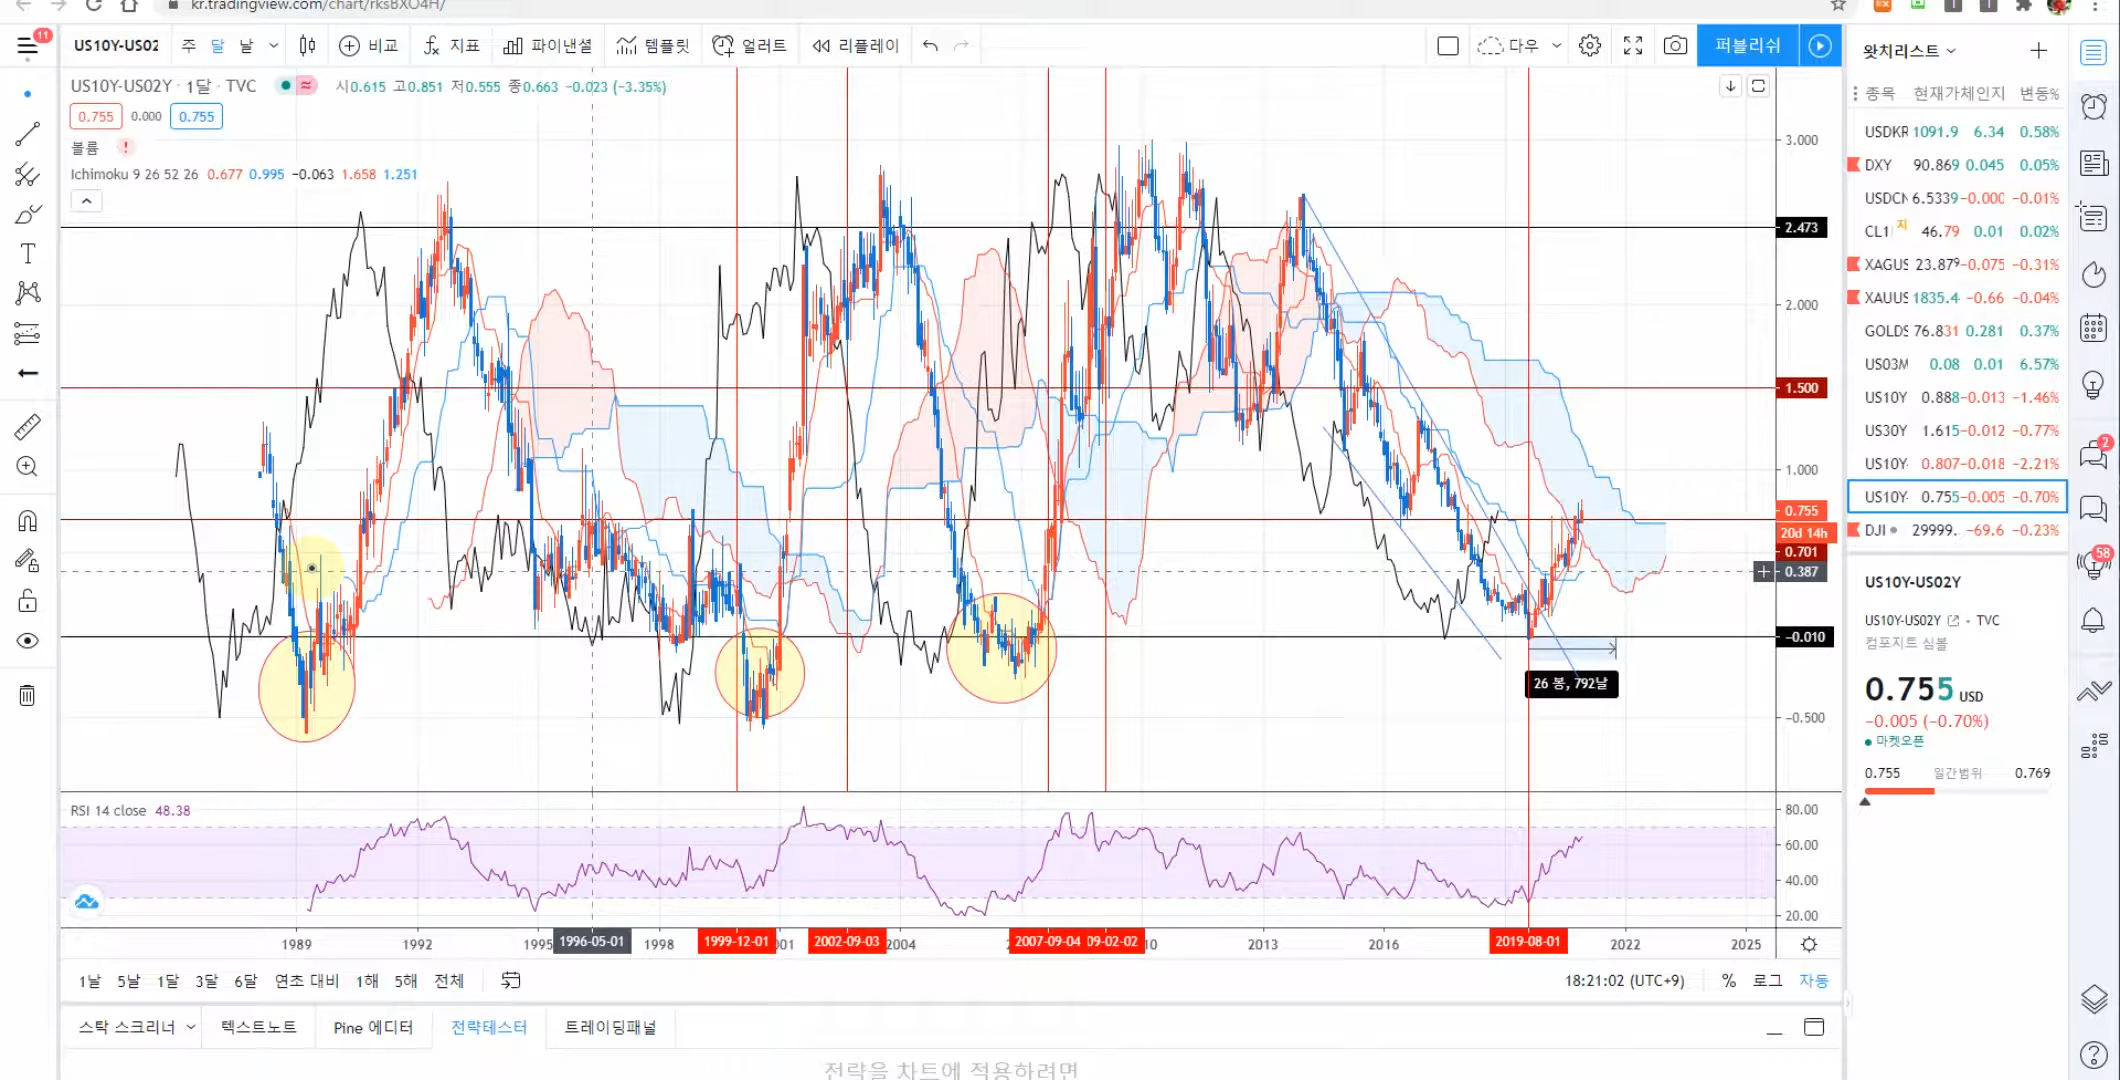 kr.tradingview.com/chart/rksBXO4H/
11
US10Y-US02 주 달 날 비교 지표 파이낸셜 템플릿 얼러트 리플레이 다우 퍼블리쉬
US10Y-US02Y · 1달 · TVC 시0.615 고0.851 저0.555 종0.663 -0.023 (-3.35%)
0.755 0.000 0.755
볼륨 !
Ichimoku 9 26 52 26 0.677 0.995 -0.063 1.658 1.251
3.000
2.473
2.000
1.500
1.000
0.755
20d 14h
0.701
0.387
-0.010
-0.500
26 봉, 792날
RSI 14 close 48.38
80.00
60.00
40.00
20.00
1989 1992 1995 1996-05-01 1998 1999-12-01 001 2002-09-03 2004 2007-09-04 09-02-02 10 2013 2016 2019-08-01 2022 2025
1날 5날 1달 3달 6달 연초 대비 1해 5해 전체 18:21:02 (UTC+9) % 로그 자동
스탁 스크리너 텍스트노트 Pine 에디터 전략테스터 트레이딩패널
전략을 차트에 적용하려면
왓치리스트
종목 현재가 체인지 변동%
USDKR 1091.9 6.34 0.58%
DXY 90.869 0.045 0.05%
USDCN 6.5339 -0.000 -0.01%
CL1! 지 46.79 0.01 0.02%
XAGUS 23.879 -0.075 -0.31%
XAUUS 1835.4 -0.66 -0.04%
GOLDS 76.831 0.281 0.37%
US03M 0.08 0.01 6.57%
US10Y 0.888 -0.013 -1.46%
US30Y 1.615 -0.012 -0.77%
US10Y- 0.807 -0.018 -2.21%
US10Y- 0.755 -0.005 -0.70%
DJI 29999. -69.6 -0.23%
US10Y-US02Y
US10Y-US02Y · TVC
컴포지트 심볼
0.755 USD
-0.005 (-0.70%)
마켓오픈
0.755 일간범위 0.769
2
58